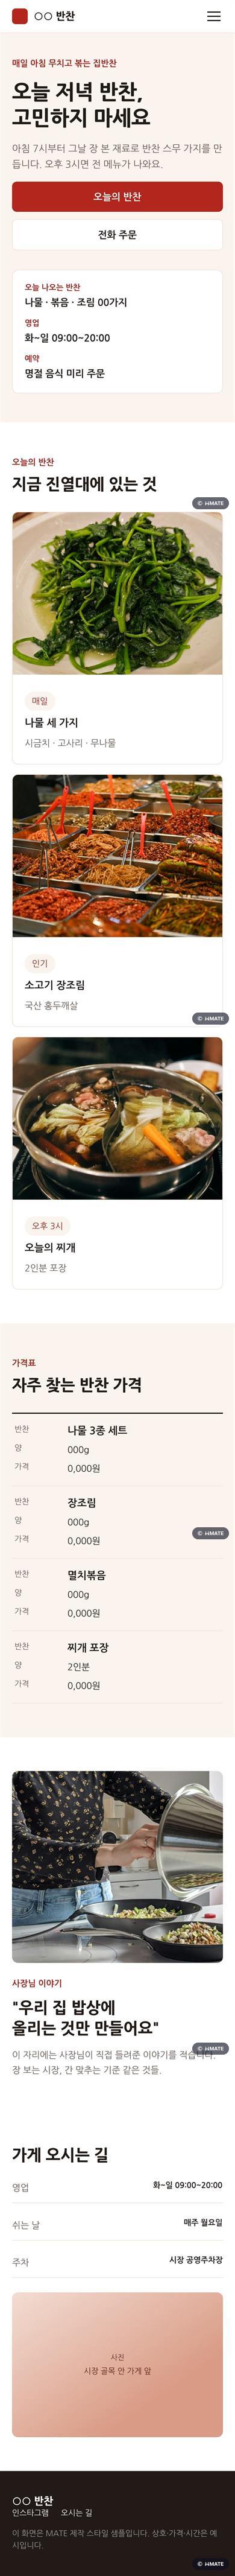 ○○ 반찬
매일 아침 무치고 볶는 집반찬
오늘 저녁 반찬,
고민하지 마세요
아침 7시부터 그날 장 본 재료로 반찬 스무 가지를 만
듭니다. 오후 3시면 전 메뉴가 나와요.
오늘의 반찬
전화 주문
오늘 나오는 반찬
나물 · 볶음 · 조림 00가지
영업
화~일 09:00~20:00
예약
명절 음식 미리 주문
오늘의 반찬
지금 진열대에 있는 것
© MATE
매일
나물 세 가지
시금치 · 고사리 · 무나물
인기
소고기 장조림
국산 홍두깨살
© MATE
오후 3시
오늘의 찌개
2인분 포장
가격표
자주 찾는 반찬 가격
반찬 나물 3종 세트
양 000g
가격 0,000원
반찬 장조림
양 000g
가격 0,000원
© MATE
반찬 멸치볶음
양 000g
가격 0,000원
반찬 찌개 포장
양 2인분
가격 0,000원
사장님 이야기
"우리 집 밥상에
올리는 것만 만들어요"
© MATE
이 자리에는 사장님이 직접 들려준 이야기를 적습니다.
장 보는 시장, 간 맞추는 기준 같은 것들.
가게 오시는 길
영업 화~일 09:00~20:00
쉬는 날 매주 월요일
주차 시장 공영주차장
사진
시장 골목 안 가게 앞
○○ 반찬
인스타그램 오시는 길
이 화면은 MATE 제작 스타일 샘플입니다. 상호·가격·시간은 예
시입니다.
© MATE